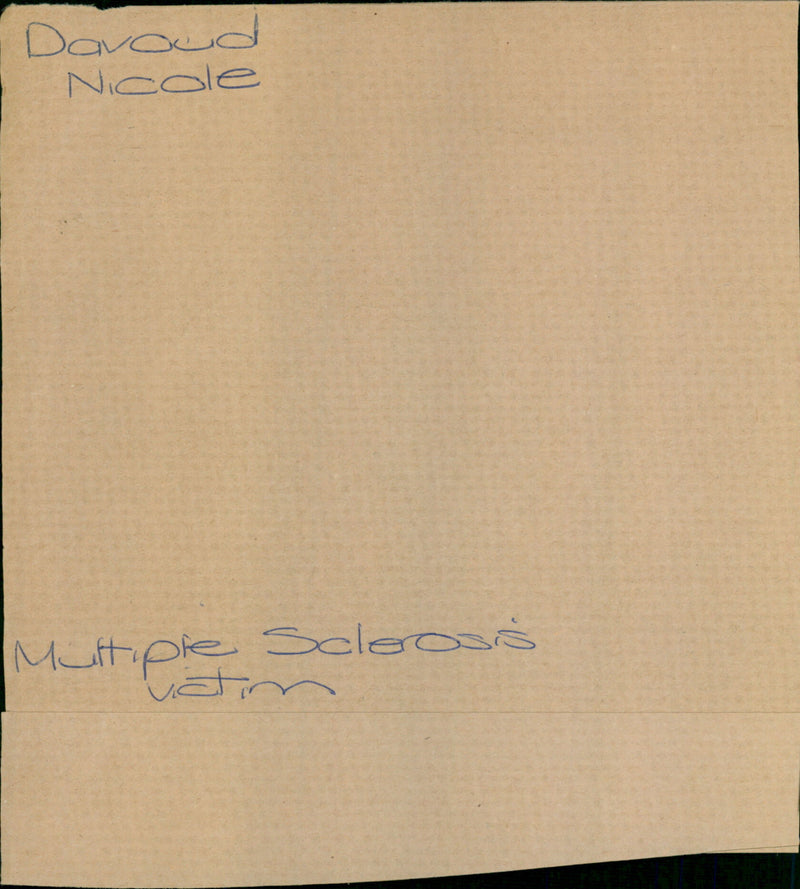 Davoud
Nicole
Multiple Sclerosis
victim